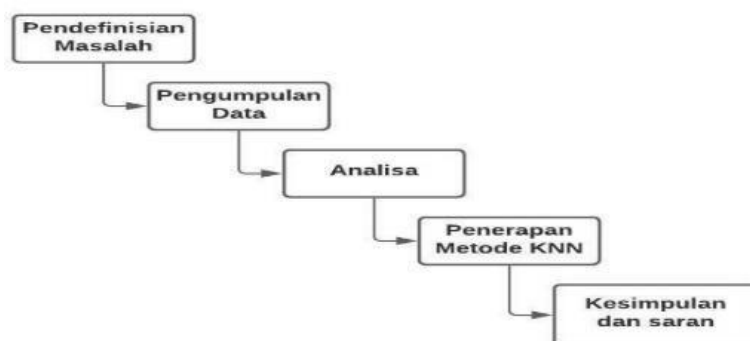 Pendefinisian
Masalah
Pengumpulan
Data
Analisa
Penerapan
Metode KNN
Kesimpulan
dan saran